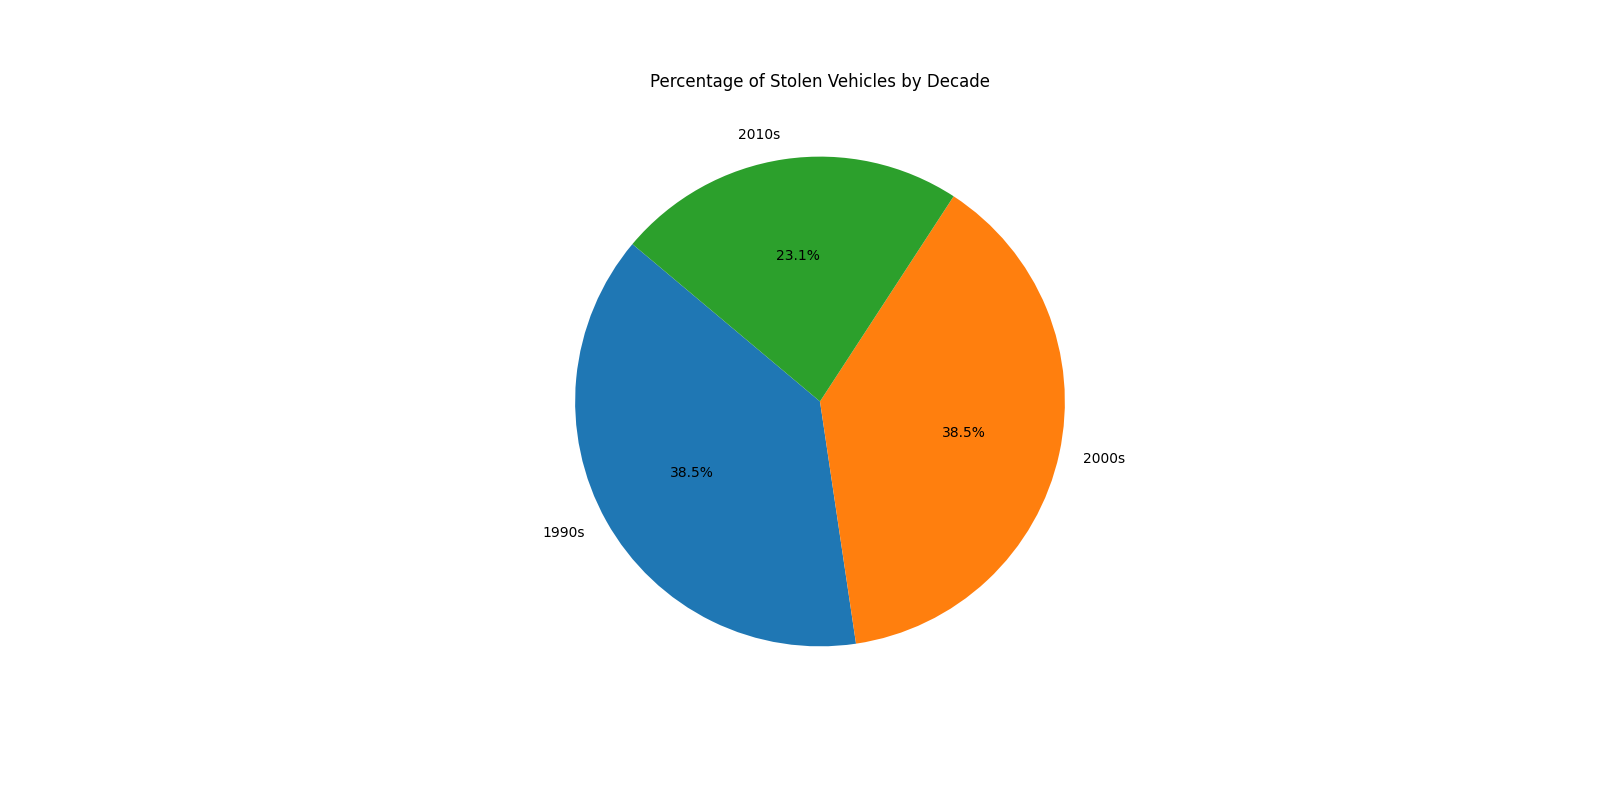 Percentage of Stolen Vehicles by Decade
2010s
23.1%
38.5%
2000s
38.5%
1990s